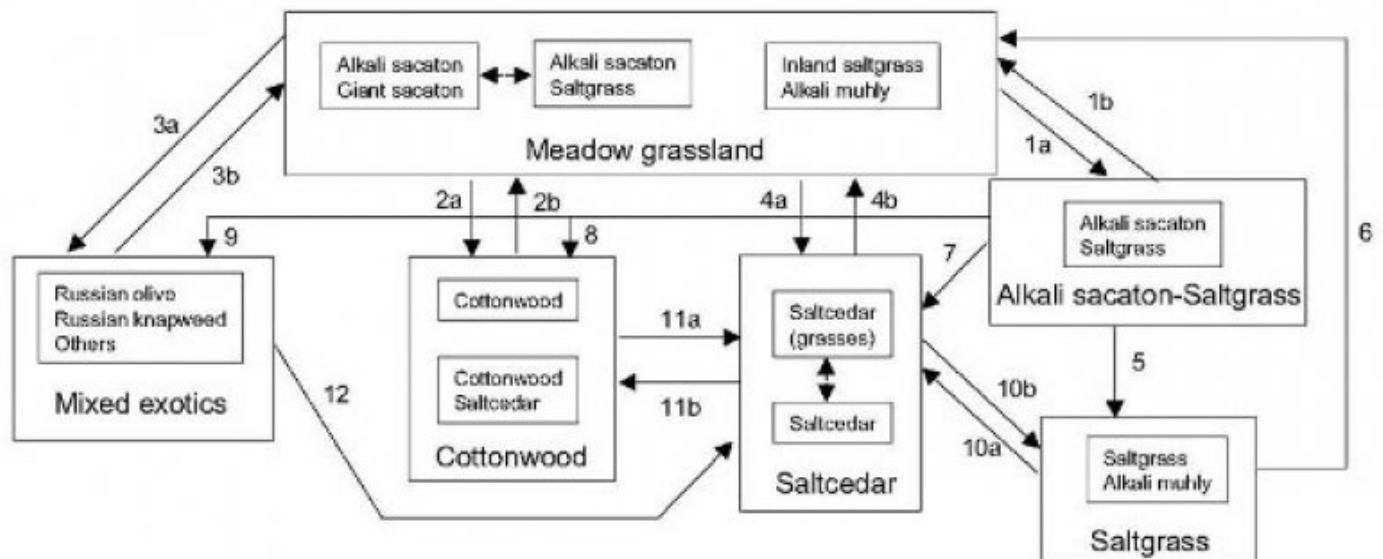 Alkali sacaton
Giant sacaton
Alkali sacaton
Saltgrass
Inland saltgrass
Alkali muhly
Meadow grassland
3a
3b
1b
1a
2a
2b
4a
4b
9
8
7
6
Alkali sacaton
Saltgrass
Alkali sacaton-Saltgrass
Russian olive
Russian knapweed
Others
Mixed exotics
Cottonwood
Cottonwood
Saltcedar
Cottonwood
11a
11b
12
Saltcedar
(grasses)
Saltcedar
Saltcedar
5
10b
10a
Saltgrass
Alkali muhly
Saltgrass